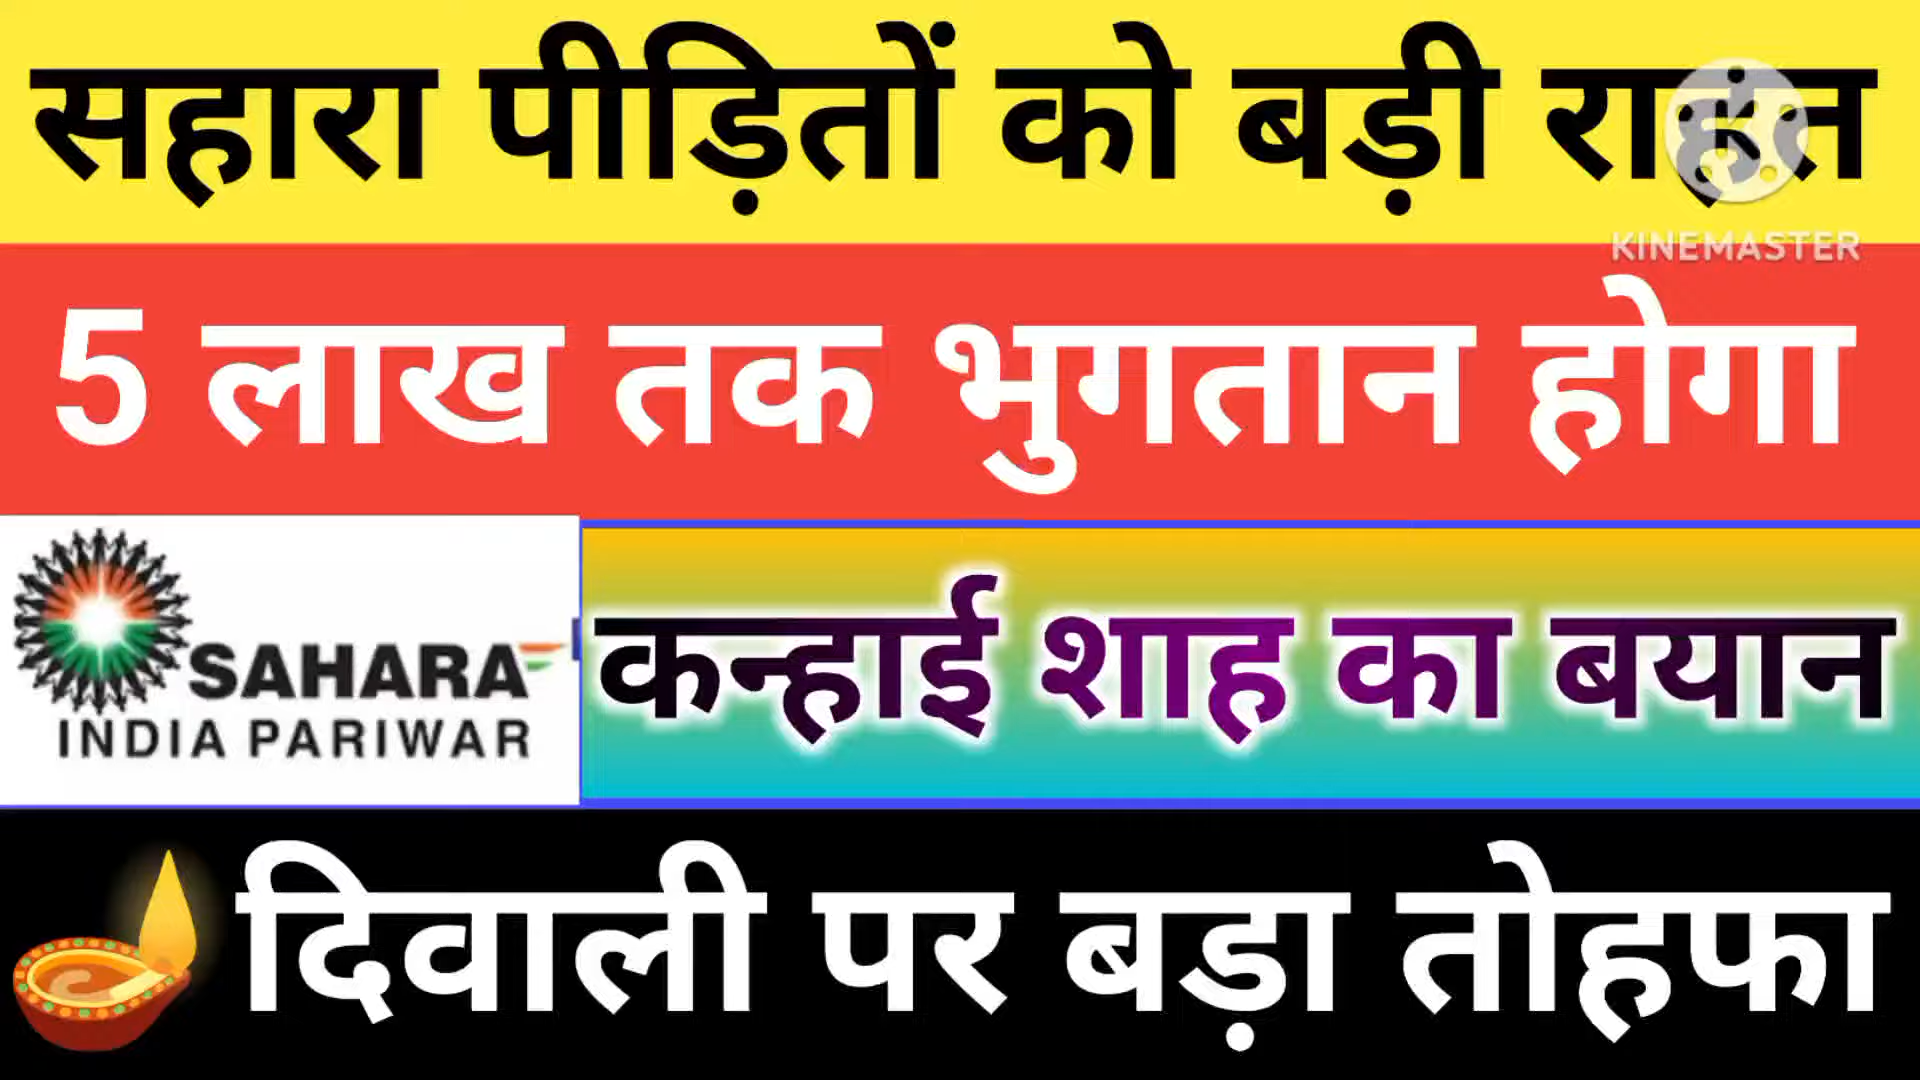 सहारा पीड़ितों को बड़ी राहत
KINEMASTER
5 लाख तक भुगतान होगा
SAHARA
INDIA PARIWAR
कन्हाई शाह का बयान
दिवाली पर बड़ा तोहफा